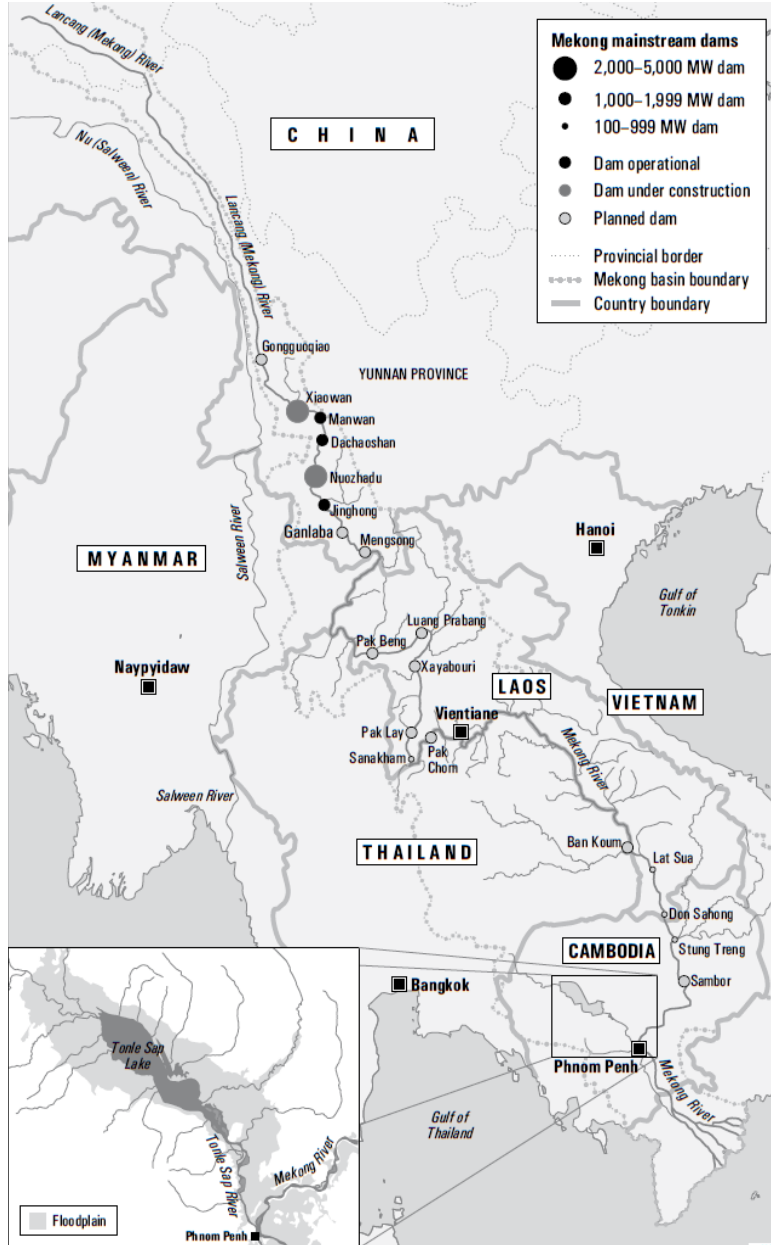 Lancang (Mekong) River
Nu (Salween) River
CHINA
Lancang (Mekong) River
Mekong mainstream dams
2,000–5,000 MW dam
1,000–1,999 MW dam
100–999 MW dam
Dam operational
Dam under construction
Planned dam
Provincial border
Mekong basin boundary
Country boundary
Gongguoqiao
YUNNAN PROVINCE
Xiaowan
Manwan
Dachaoshan
Nuozhadu
Jinghong
Ganlaba
Mengsong
Salween River
MYANMAR
Hanoi
Gulf of
Tonkin
Luang Prabang
Pak Beng
Xayabouri
Naypyidaw
LAOS
VIETNAM
Vientiane
Pak Lay
Pak
Chom
Sanakham
Mekong River
Salween River
THAILAND
Ban Koum
Lat Sua
Don Sahong
CAMBODIA
Stung Treng
Sambor
Bangkok
Phnom Penh
Mekong River
Gulf of
Thailand
Tonle Sap
Lake
Tonle Sap
River
Mekong River
Floodplain
Phnom Penh